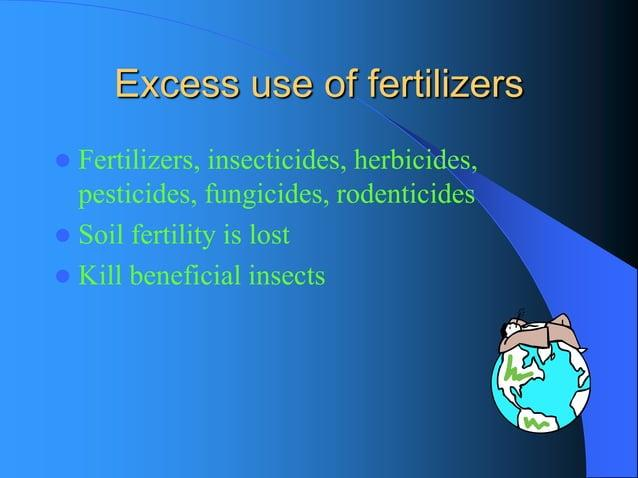 Excess use of fertilizers
Fertilizers, insecticides, herbicides,
pesticides, fungicides, rodenticides
Soil fertility is lost
Kill beneficial insects